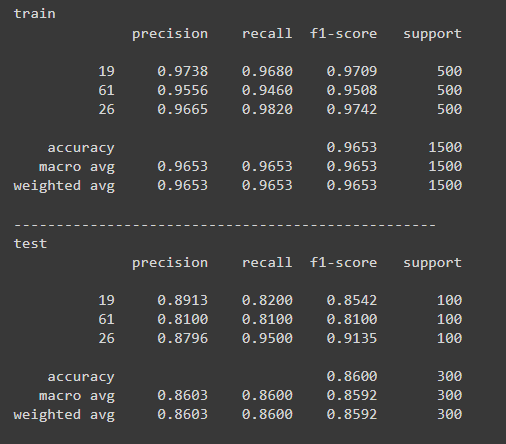 train
precision recall f1-score support
19 0.9738 0.9680 0.9709 500
61 0.9556 0.9460 0.9508 500
26 0.9665 0.9820 0.9742 500
accuracy 0.9653 1500
macro avg 0.9653 0.9653 0.9653 1500
weighted avg 0.9653 0.9653 0.9653 1500
--------------------------------------------------
test
precision recall f1-score support
19 0.8913 0.8200 0.8542 100
61 0.8100 0.8100 0.8100 100
26 0.8796 0.9500 0.9135 100
accuracy 0.8600 300
macro avg 0.8603 0.8600 0.8592 300
weighted avg 0.8603 0.8600 0.8592 300